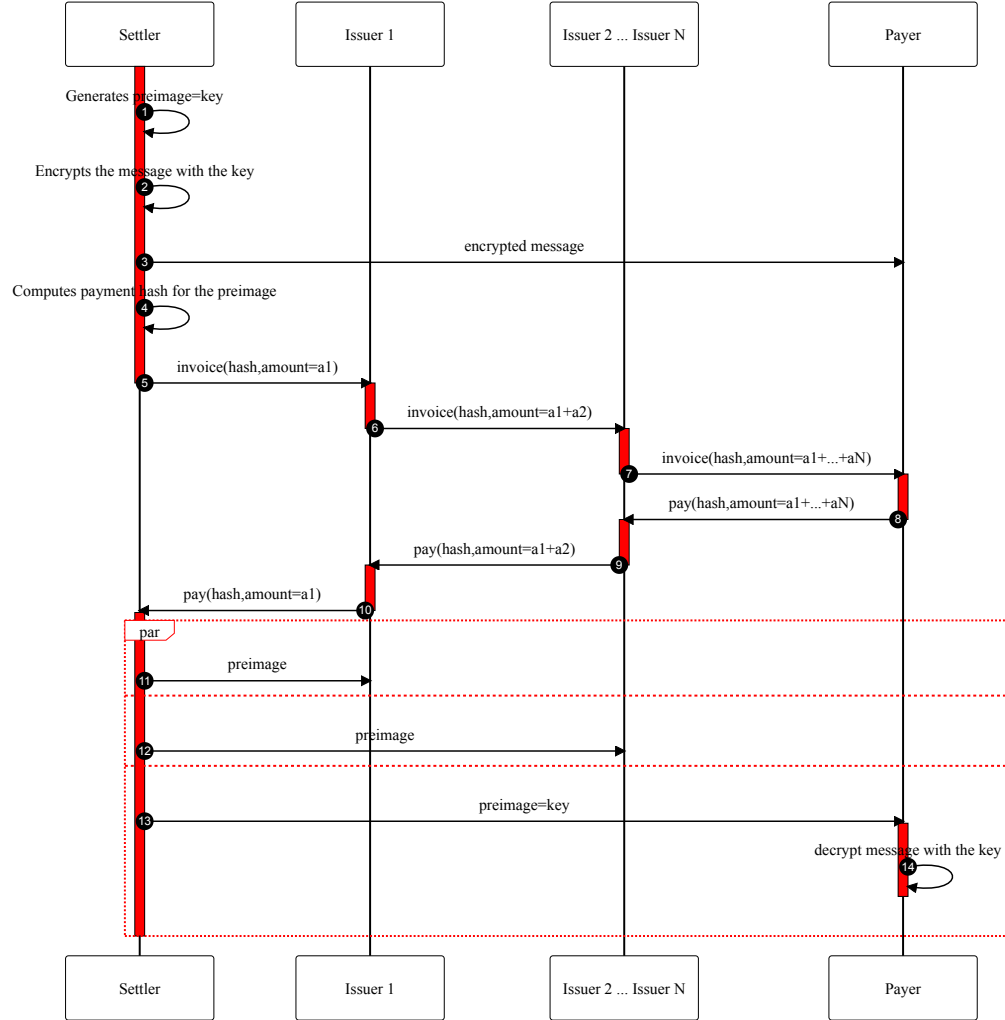 Settler
Issuer 1
Issuer 2 ... Issuer N
Payer
Generates preimage=key
1
Encrypts the message with the key
2
encrypted message
3
Computes payment hash for the preimage
4
invoice(hash,amount=a1)
5
invoice(hash,amount=a1+a2)
6
invoice(hash,amount=a1+...+aN)
7
pay(hash,amount=a1+...+aN)
8
pay(hash,amount=a1+a2)
9
pay(hash,amount=a1)
10
par
preimage
11
preimage
12
preimage=key
13
decrypt message with the key
14
Settler
Issuer 1
Issuer 2 ... Issuer N
Payer